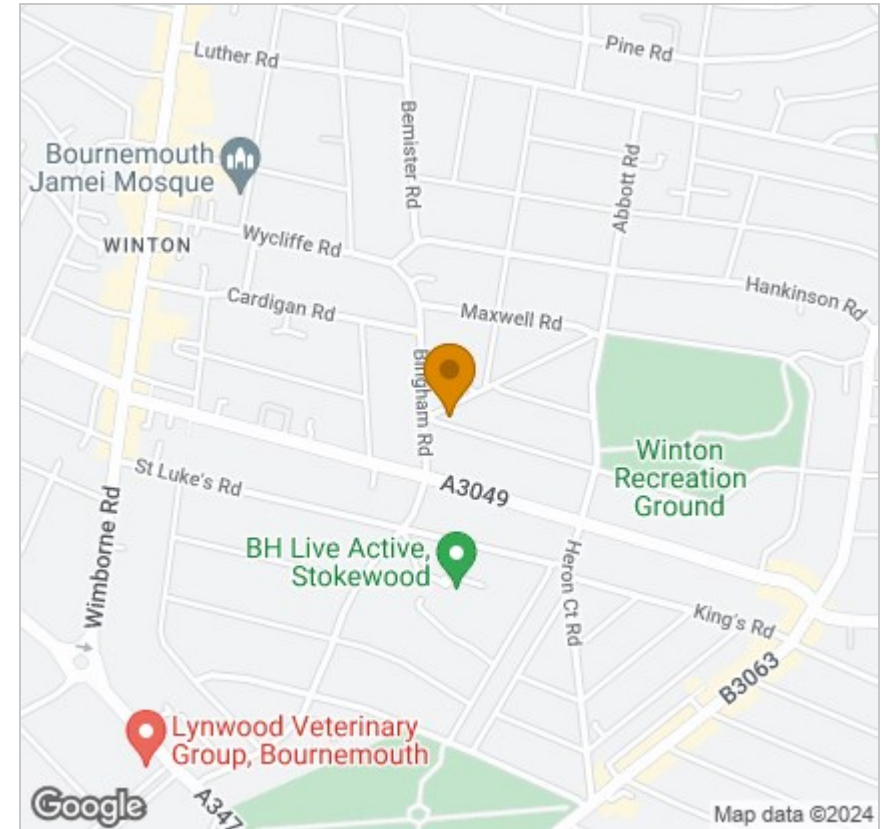 Luther Rd
Pine Rd
Bemister Rd
Abbott Rd
Bournemouth
Jamei Mosque
WINTON
Wycliffe Rd
Cardigan Rd
Maxwell Rd
Hankinson Rd
Bingham Rd
Winton
Recreation
Ground
St Luke's Rd
A3049
BH Live Active,
Stokewood
Wimborne Rd
Heron Ct Rd
King's Rd
B3063
Lynwood Veterinary
Group, Bournemouth
A347
Google
Map data ©2024